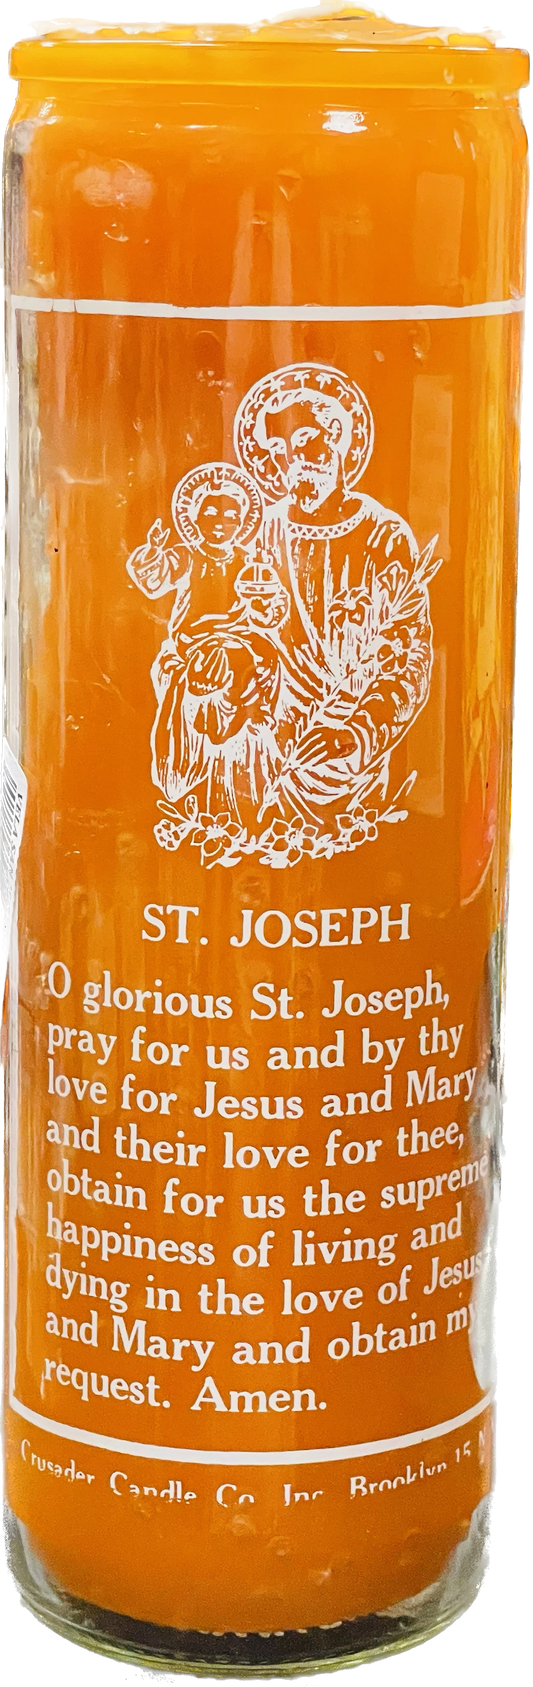 ST. JOSEPH
O glorious St. Joseph,
pray for us and by thy
love for Jesus and Mary
and their love for thee,
obtain for us the supreme
happiness of living and
dying in the love of Jesus
and Mary and obtain my
request. Amen.
Crusader Candle Co. Inc. Brooklyn 15 N